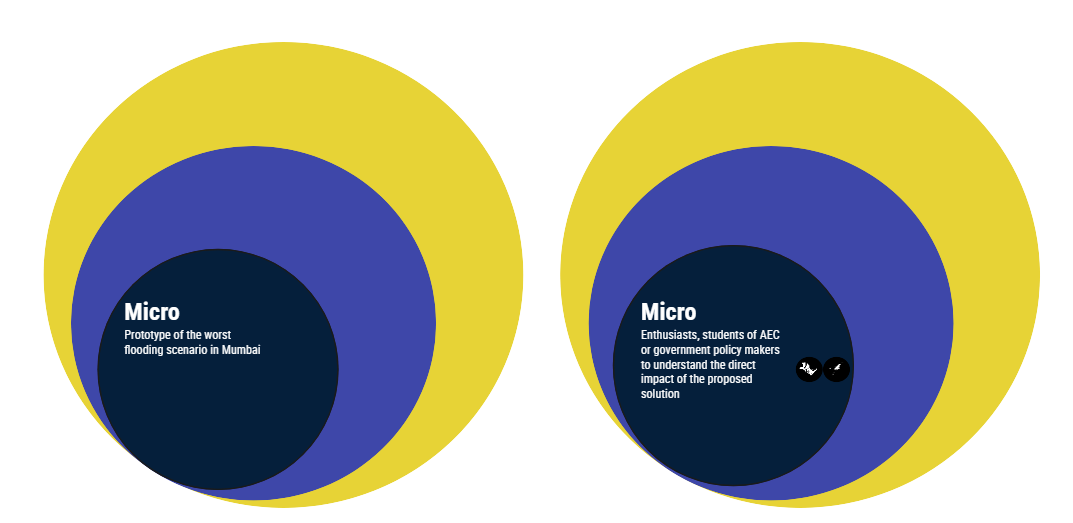 Micro
Prototype of the worst
flooding scenario in Mumbai
Micro
Enthusiasts, students of AEC
or government policy makers
to understand the direct
impact of the proposed
solution